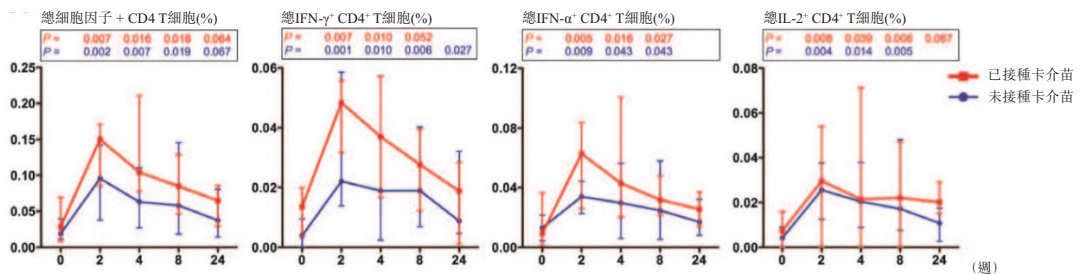 總細胞因子 + CD4 T細胞(%)
P = 0.007 0.016 0.016 0.064
P = 0.002 0.007 0.019 0.067
0.25
0.20
0.15
0.10
0.05
0.00
0 2 4 8 24
總IFN-γ⁺ CD4⁺ T細胞(%)
P = 0.007 0.010 0.052
P = 0.001 0.010 0.006 0.027
0.06
0.04
0.02
0.00
0 2 4 8 24
總IFN-α⁺ CD4⁺ T細胞(%)
P = 0.005 0.016 0.027
P = 0.009 0.043 0.043
0.12
0.08
0.04
0.00
0 2 4 8 24
總IL-2⁺ CD4⁺ T細胞(%)
P = 0.008 0.039 0.006 0.067
P = 0.004 0.014 0.005
0.08
0.06
0.04
0.02
0.00
0 2 4 8 24
已接種卡介苗
未接種卡介苗
(週)